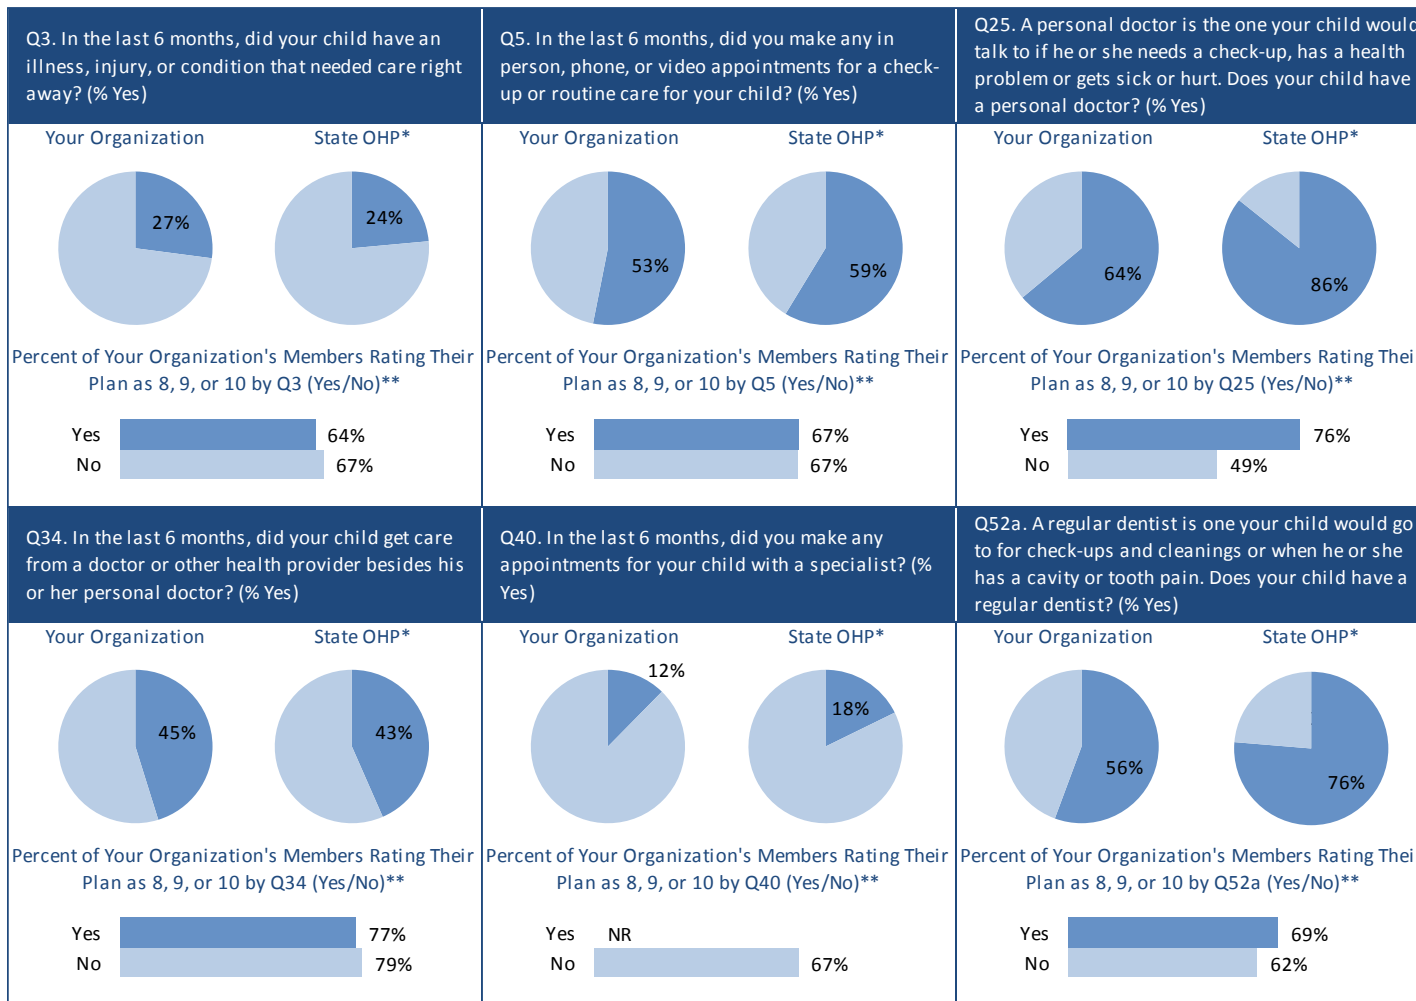 Q3. In the last 6 months, did your child have an
illness, injury, or condition that needed care right
away? (% Yes)
Your Organization
State OHP*
27%
24%
Percent of Your Organization's Members Rating Their
Plan as 8, 9, or 10 by Q3 (Yes/No)**
Yes
64%
No
67%
Q5. In the last 6 months, did you make any in
person, phone, or video appointments for a check-
up or routine care for your child? (% Yes)
Your Organization
State OHP*
53%
59%
Percent of Your Organization's Members Rating Their
Plan as 8, 9, or 10 by Q5 (Yes/No)**
Yes
67%
No
67%
Q25. A personal doctor is the one your child would
talk to if he or she needs a check-up, has a health
problem or gets sick or hurt. Does your child have
a personal doctor? (% Yes)
Your Organization
State OHP*
64%
86%
Percent of Your Organization's Members Rating Thei
Plan as 8, 9, or 10 by Q25 (Yes/No)**
Yes
76%
No
49%
Q34. In the last 6 months, did your child get care
from a doctor or other health provider besides his
or her personal doctor? (% Yes)
Your Organization
State OHP*
45%
43%
Percent of Your Organization's Members Rating Their
Plan as 8, 9, or 10 by Q34 (Yes/No)**
Yes
77%
No
79%
Q40. In the last 6 months, did you make any
appointments for your child with a specialist? (%
Yes)
Your Organization
State OHP*
12%
18%
Percent of Your Organization's Members Rating Their
Plan as 8, 9, or 10 by Q40 (Yes/No)**
Yes
NR
No
67%
Q52a. A regular dentist is one your child would go
to for check-ups and cleanings or when he or she
has a cavity or tooth pain. Does your child have a
regular dentist? (% Yes)
Your Organization
State OHP*
56%
76%
Percent of Your Organization's Members Rating Thei
Plan as 8, 9, or 10 by Q52a (Yes/No)**
Yes
69%
No
62%